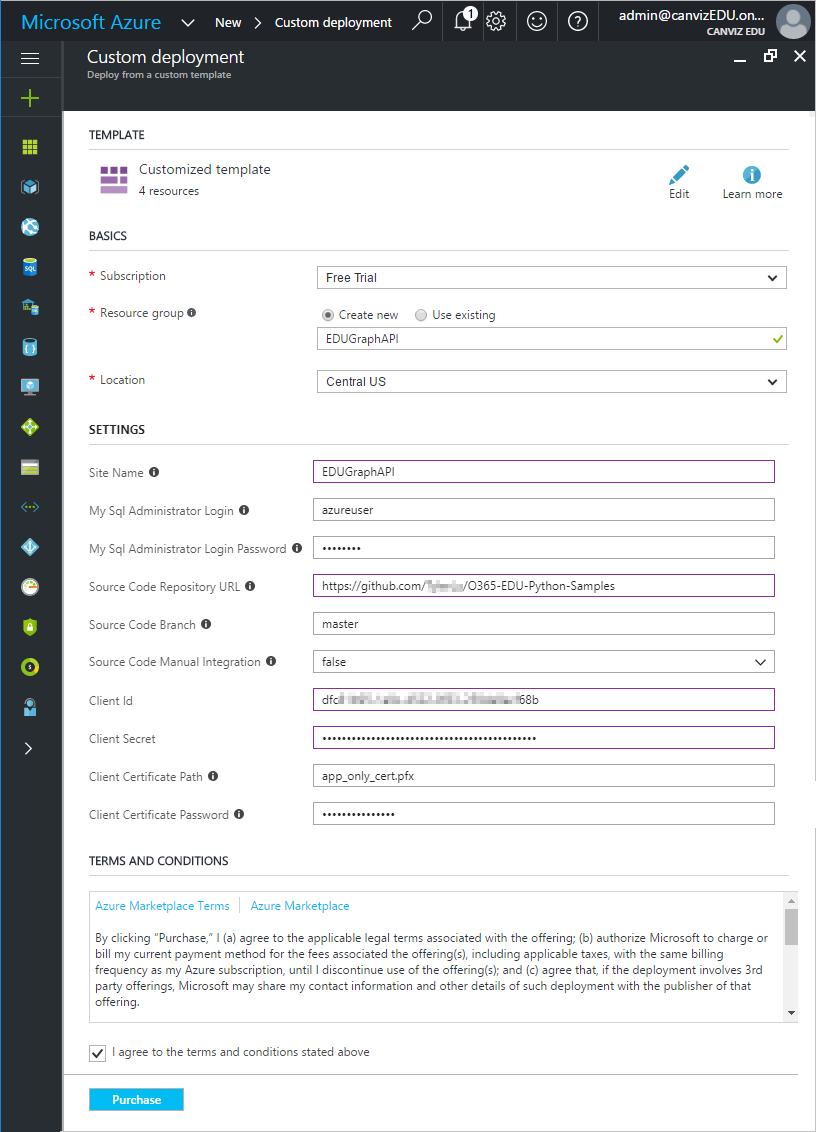 Microsoft Azure New Custom deployment 1 admin@canvizEDU.on...
CANVIZ EDU
Custom deployment
Deploy from a custom template
TEMPLATE
Customized template
4 resources
Edit Learn more
BASICS
* Subscription Free Trial
* Resource group Create new Use existing
EDUGraphAPI
* Location Central US
SETTINGS
Site Name EDUGraphAPI
My Sql Administrator Login azureuser
My Sql Administrator Login Password ••••••••
Source Code Repository URL https://github.com/ /O365-EDU-Python-Samples
Source Code Branch master
Source Code Manual Integration false
Client Id dfc 68b
Client Secret
Client Certificate Path app_only_cert.pfx
Client Certificate Password •••••••••••••••
TERMS AND CONDITIONS
Azure Marketplace Terms Azure Marketplace
By clicking “Purchase,” I (a) agree to the applicable legal terms associated with the offering; (b) authorize Microsoft to charge or
bill my current payment method for the fees associated the offering(s), including applicable taxes, with the same billing
frequency as my Azure subscription, until I discontinue use of the offering(s); and (c) agree that, if the deployment involves 3rd
party offerings, Microsoft may share my contact information and other details of such deployment with the publisher of that
offering.
I agree to the terms and conditions stated above
Purchase